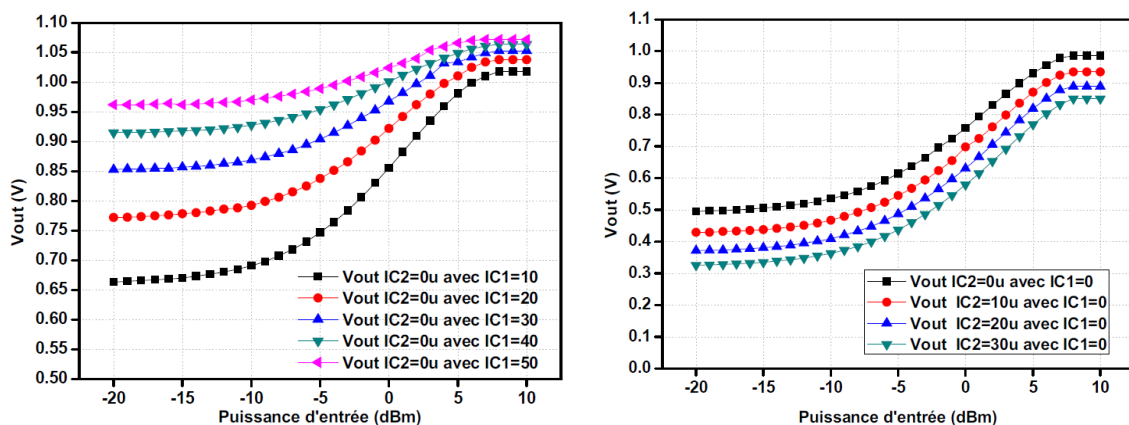 1.10
1.05
1.00
0.95
0.90
0.85
0.80
0.75
0.70
0.65
0.60
0.55
0.50
Vout (V)
Vout IC2=0u avec IC1=10
Vout IC2=0u avec IC1=20
Vout IC2=0u avec IC1=30
Vout IC2=0u avec IC1=40
Vout IC2=0u avec IC1=50
-20 -15 -10 -5 0 5 10
Puissance d'entrée (dBm)
1.1
1.0
0.9
0.8
0.7
0.6
0.5
0.4
0.3
0.2
0.1
0.0
Vout (V)
Vout IC2=0u avec IC1=0
Vout IC2=10u avec IC1=0
Vout IC2=20u avec IC1=0
Vout IC2=30u avec IC1=0
-20 -15 -10 -5 0 5 10
Puissance d'entrée (dBm)